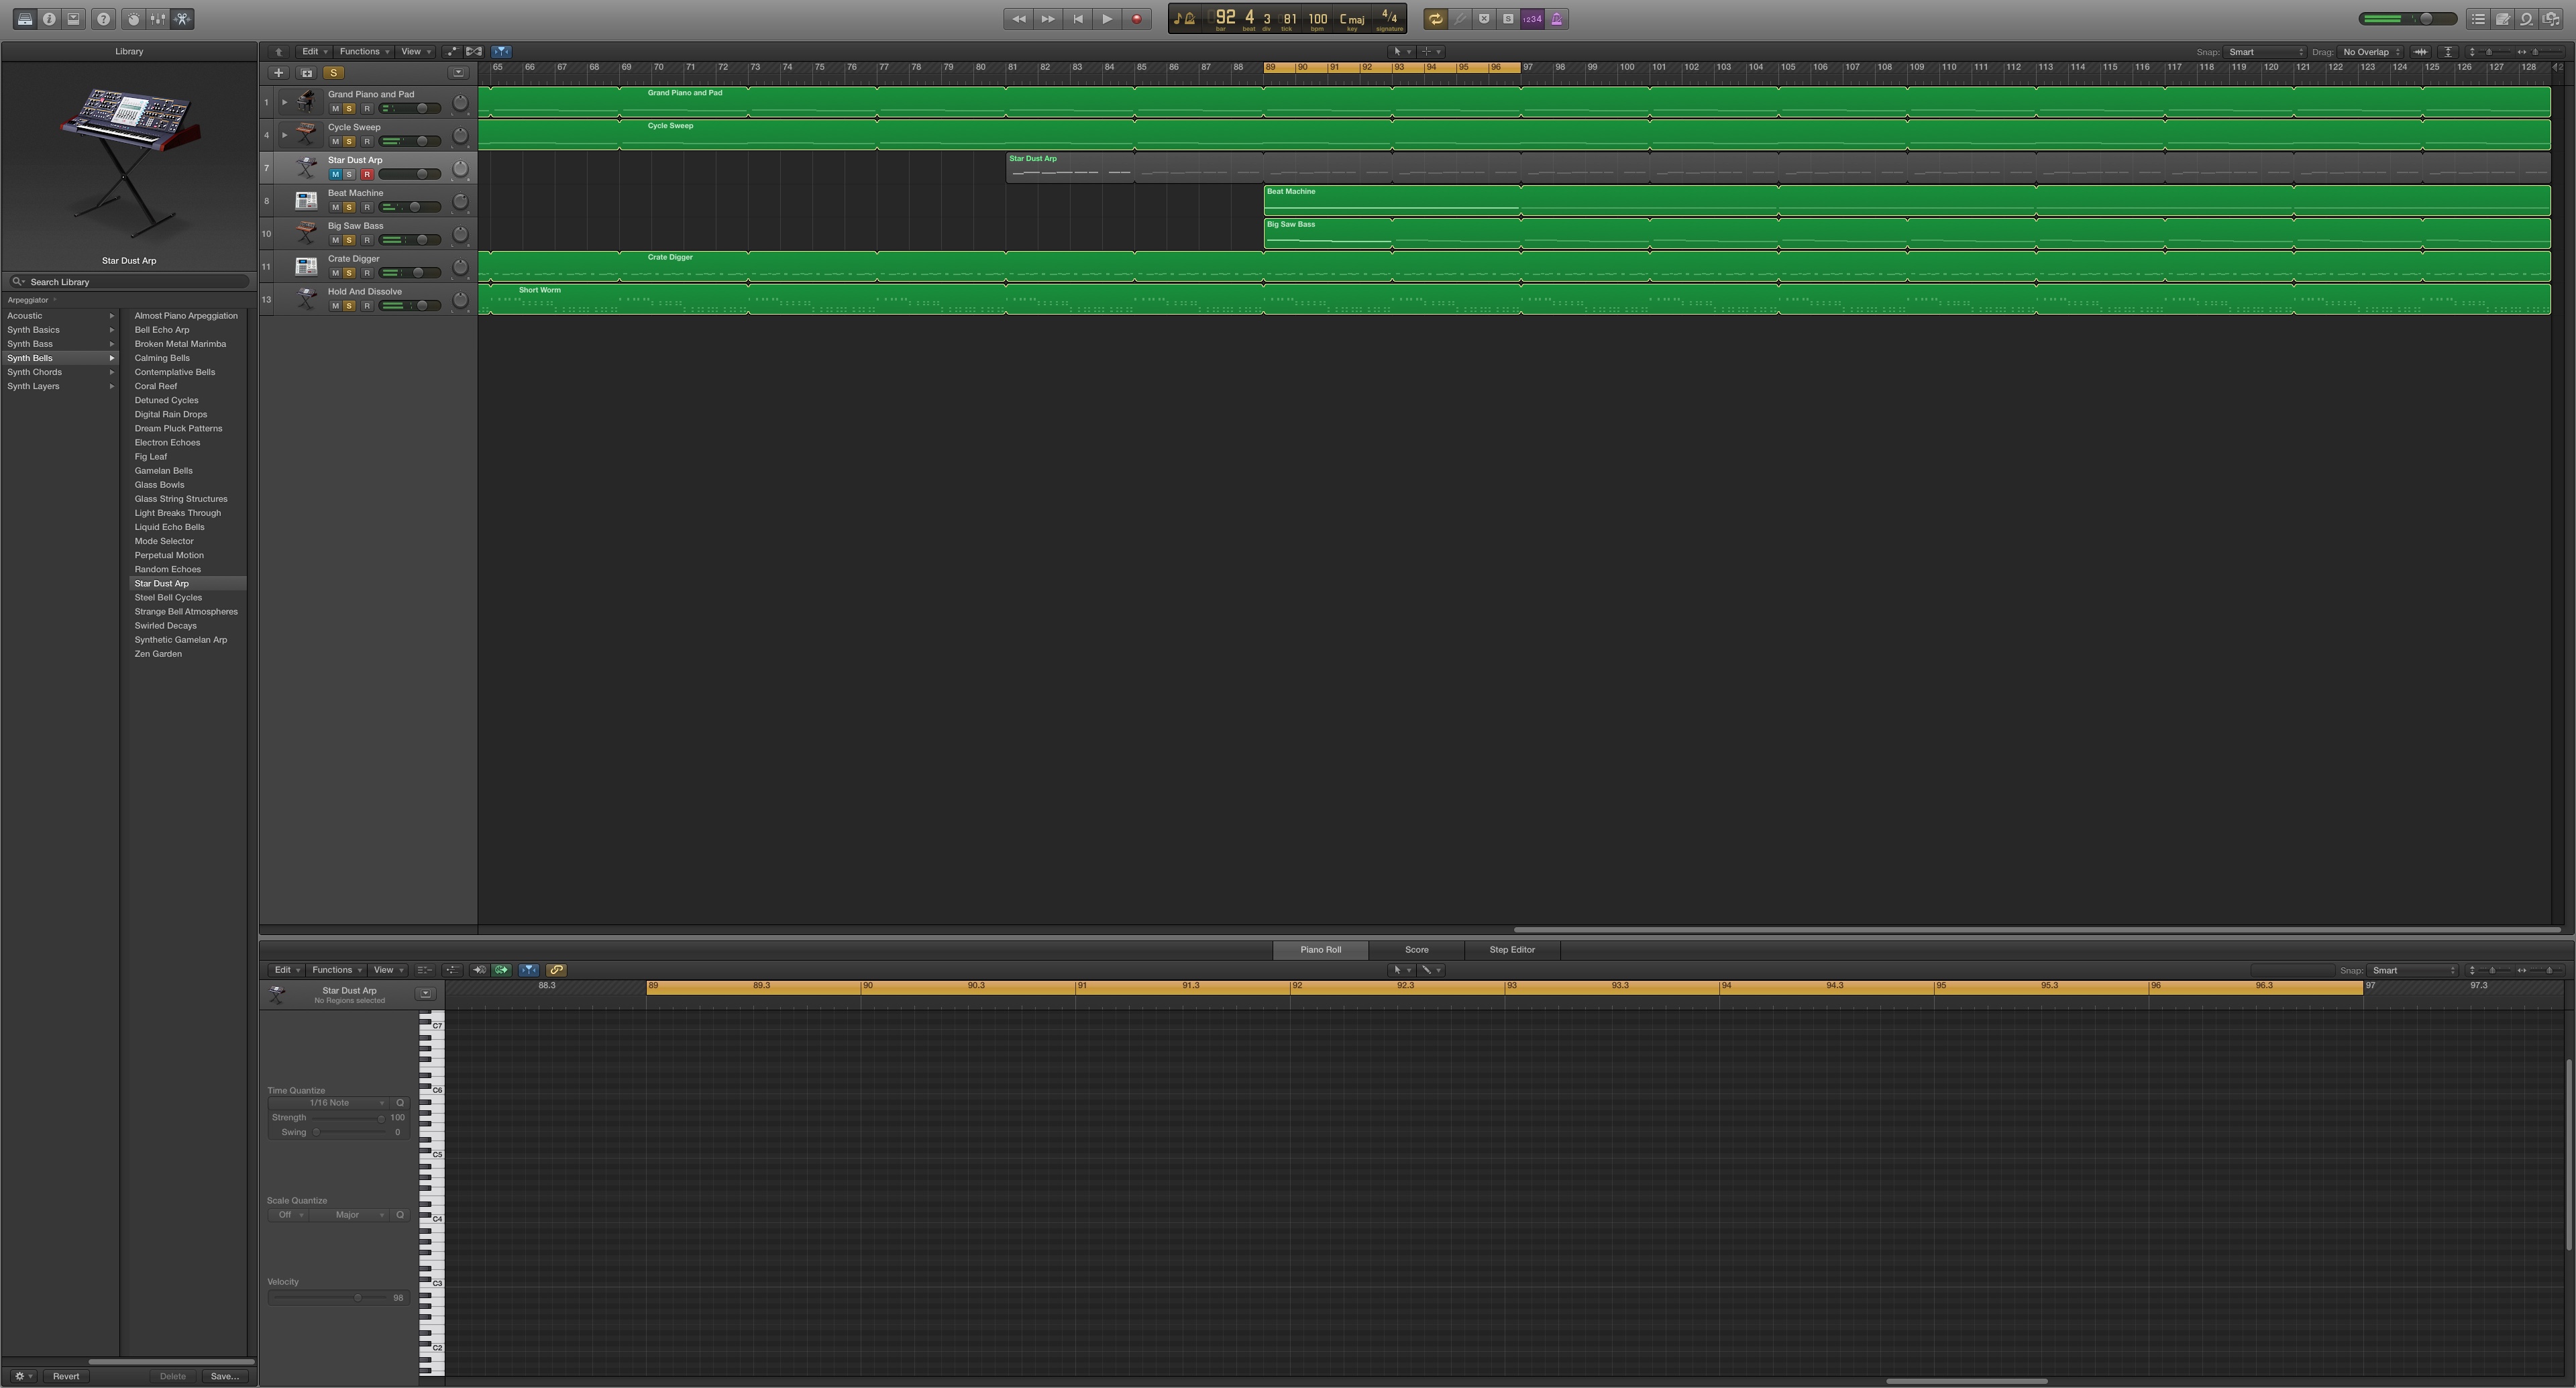 92 4 3 81 100 C maj 4/4
bar beat div tick bpm key signature
S 1234
Library
Edit Functions View
Snap: Smart Drag: No Overlap
S
65 66 67 68 69 70 71 72 73 74 75 76 77 78 79 80 81 82 83 84 85 86 87 88 89 90 91 92 93 94 95 96 97 98 99 100 101 102 103 104 105 106 107 108 109 110 111 112 113 114 115 116 117 118 119 120 121 122 123 124 125 126 127 128
1 Grand Piano and Pad
M S R
Grand Piano and Pad
4 Cycle Sweep
M S R
Cycle Sweep
7 Star Dust Arp
M S R
Star Dust Arp
8 Beat Machine
M S R
Beat Machine
10 Big Saw Bass
M S R
Big Saw Bass
11 Crate Digger
M S R
Crate Digger
13 Hold And Dissolve
M S R
Short Worm
Star Dust Arp
Search Library
Arpeggiator
Acoustic
Synth Basics
Synth Bass
Synth Bells
Synth Chords
Synth Layers
Almost Piano Arpeggiation
Bell Echo Arp
Broken Metal Marimba
Calming Bells
Contemplative Bells
Coral Reef
Detuned Cycles
Digital Rain Drops
Dream Pluck Patterns
Electron Echoes
Fig Leaf
Gamelan Bells
Glass Bowls
Glass String Structures
Light Breaks Through
Liquid Echo Bells
Mode Selector
Perpetual Motion
Random Echoes
Star Dust Arp
Steel Bell Cycles
Strange Bell Atmospheres
Swirled Decays
Synthetic Gamelan Arp
Zen Garden
Revert Delete Save...
Piano Roll Score Step Editor
Edit Functions View
Snap: Smart
Star Dust Arp
No Regions selected
88.3 89 89.3 90 90.3 91 91.3 92 92.3 93 93.3 94 94.3 95 95.3 96 96.3 97 97.3
Time Quantize
1/16 Note Q
Strength 100
Swing 0
Scale Quantize
Off Major Q
Velocity
98
C7
C6
C5
C4
C3
C2